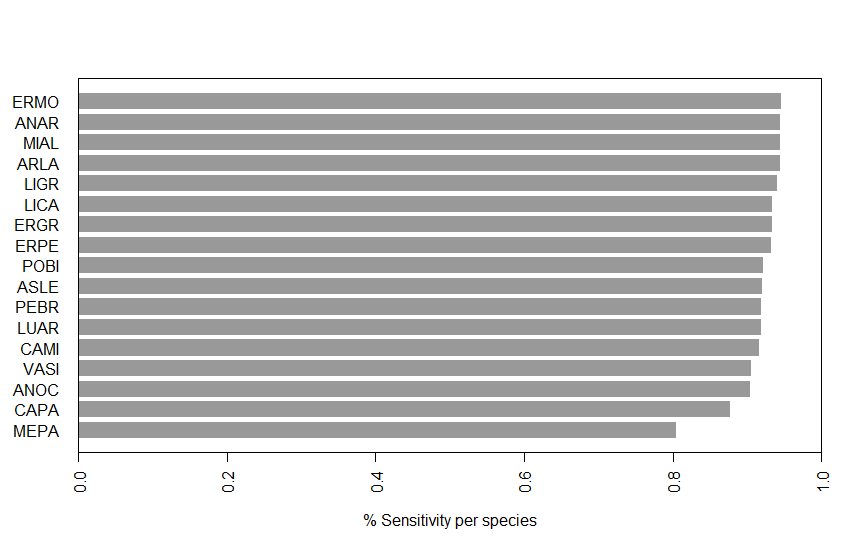 ERMO
ANAR
MIAL
ARLA
LIGR
LICA
ERGR
ERPE
POBI
ASLE
PEBR
LUAR
CAMI
VASI
ANOC
CAPA
MEPA
0.0 0.2 0.4 0.6 0.8 1.0
% Sensitivity per species